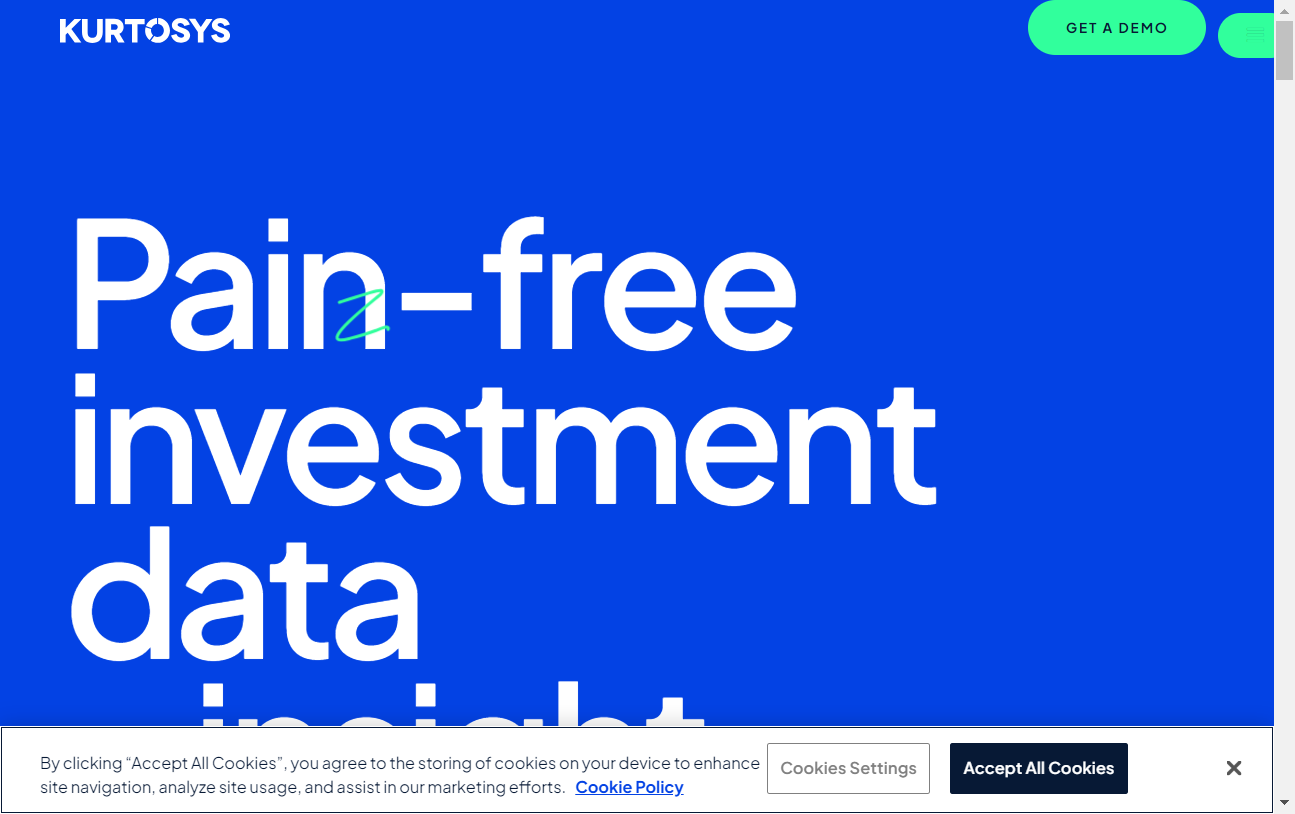 KURTOSYS
GET A DEMO
Pain-free
investment
data
insight
By clicking “Accept All Cookies”, you agree to the storing of cookies on your device to enhance
site navigation, analyze site usage, and assist in our marketing efforts. Cookie Policy
Cookies Settings
Accept All Cookies